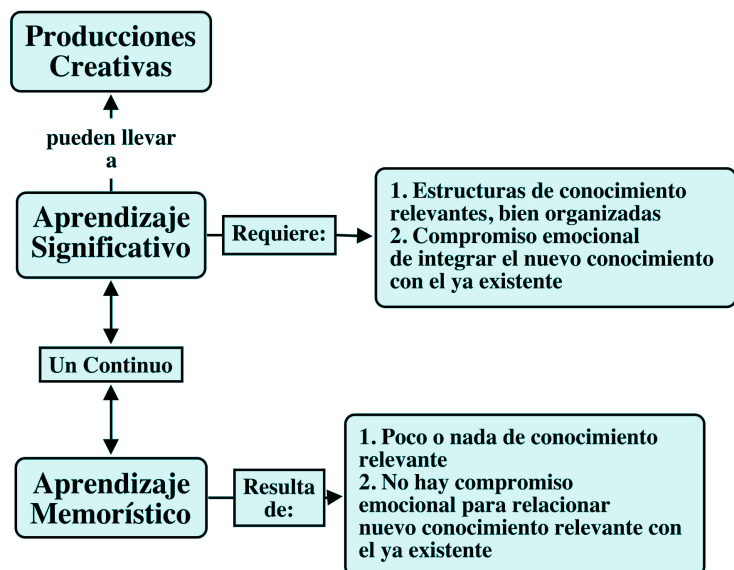 Producciones
Creativas
pueden llevar
a
Aprendizaje
Significativo
Requiere:
1. Estructuras de conocimiento
relevantes, bien organizadas
2. Compromiso emocional
de integrar el nuevo conocimiento
con el ya existente
Un Continuo
Aprendizaje
Memorístico
Resulta
de:
1. Poco o nada de conocimiento
relevante
2. No hay compromiso
emocional para relacionar
nuevo conocimiento relevante con
el ya existente